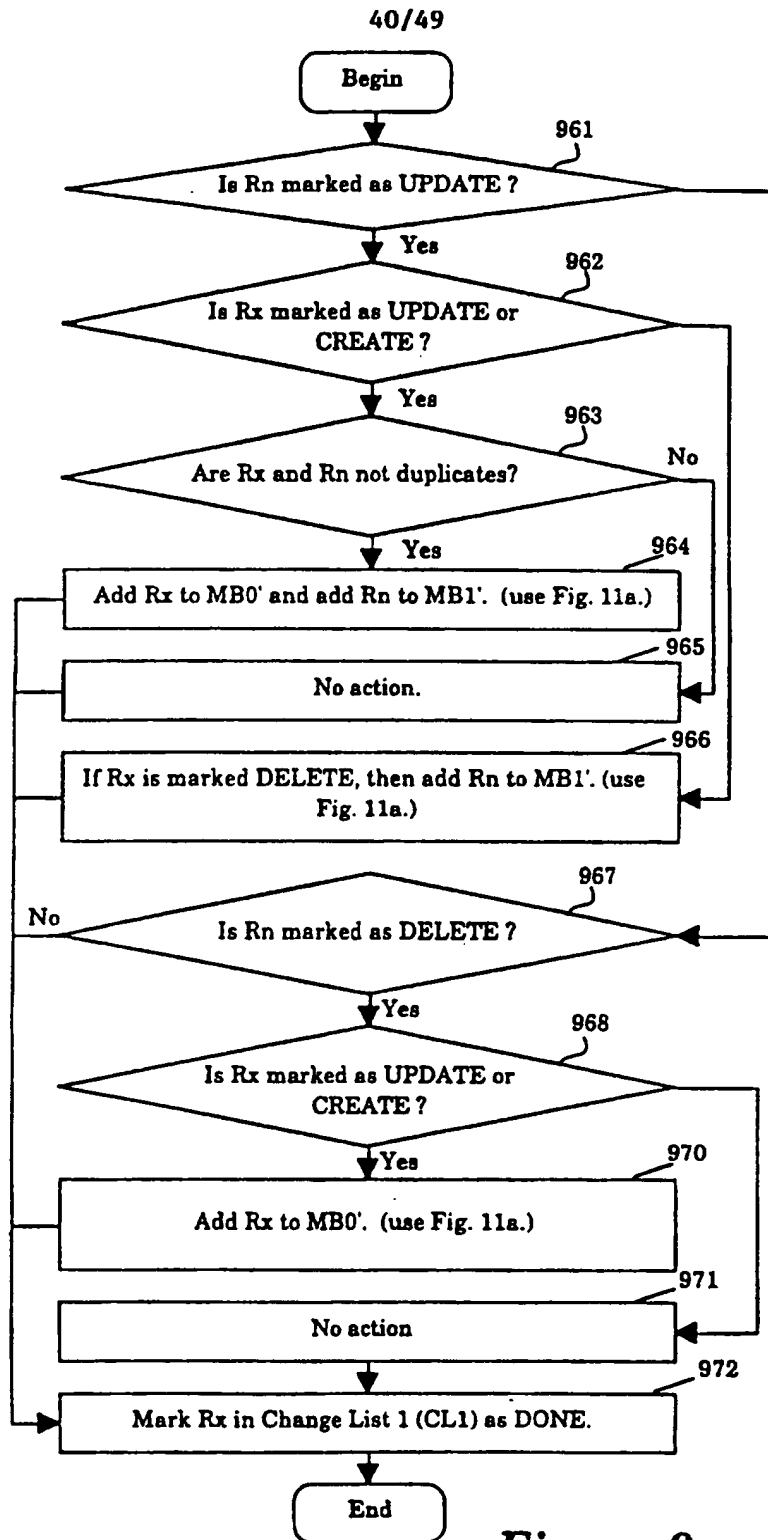 40/49
Begin
961
Is Rn marked as UPDATE ?
Yes
962
Is Rx marked as UPDATE or
CREATE ?
Yes
963
No
Are Rx and Rn not duplicates?
Yes
964
Add Rx to MB0'and add Rn to MB1'. (use Fig. 11a.)
965
No action.
966
If Rx is marked DELETE, then add Rn to MB1'. (use
Fig. 11a.)
967
No
Is Rn marked as DELETE ?
Yes
968
Is Rx marked as UPDATE or
CREATE ?
Yes
970
Add Rx to MB0'. (use Fig. 11a.)
971
No action
972
Mark Rx in Change List 1 (CL1) as DONE.
End